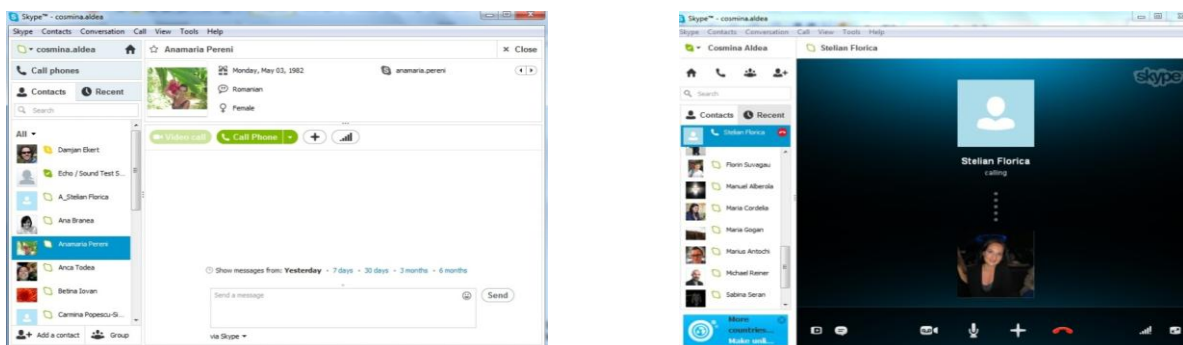 Skype™ - cosmina.aldea
Skype Contacts Conversation Call View Tools Help
cosmina.aldea
Call phones
Contacts Recent
Search
All
Damjan Ekert
Echo / Sound Test S...
A_Stelian Florica
Ana Branea
Anamaria Pereni
Anca Todea
Betina Iovan
Carmina Popescu-Si...
Add a contact Group
Anamaria Pereni × Close
Monday, May 03, 1982 anamaria.pereni
Romanian
Female
Video call Call Phone
Show messages from: Yesterday • 7 days • 30 days • 3 months • 6 months
Send a message Send
via Skype
Skype™ - cosmina.aldea
Skype Contacts Conversation Call View Tools Help
Cosmina Aldea
Search
Contacts Recent
Stelian Florica
Florin Suvagau
Manuel Alberola
Maria Cordelia
Maria Gogan
Marius Antochi
Michael Reiner
Sabina Seran
More
countries...
Make unli...
Stelian Florica
skype
Stelian Florica
calling